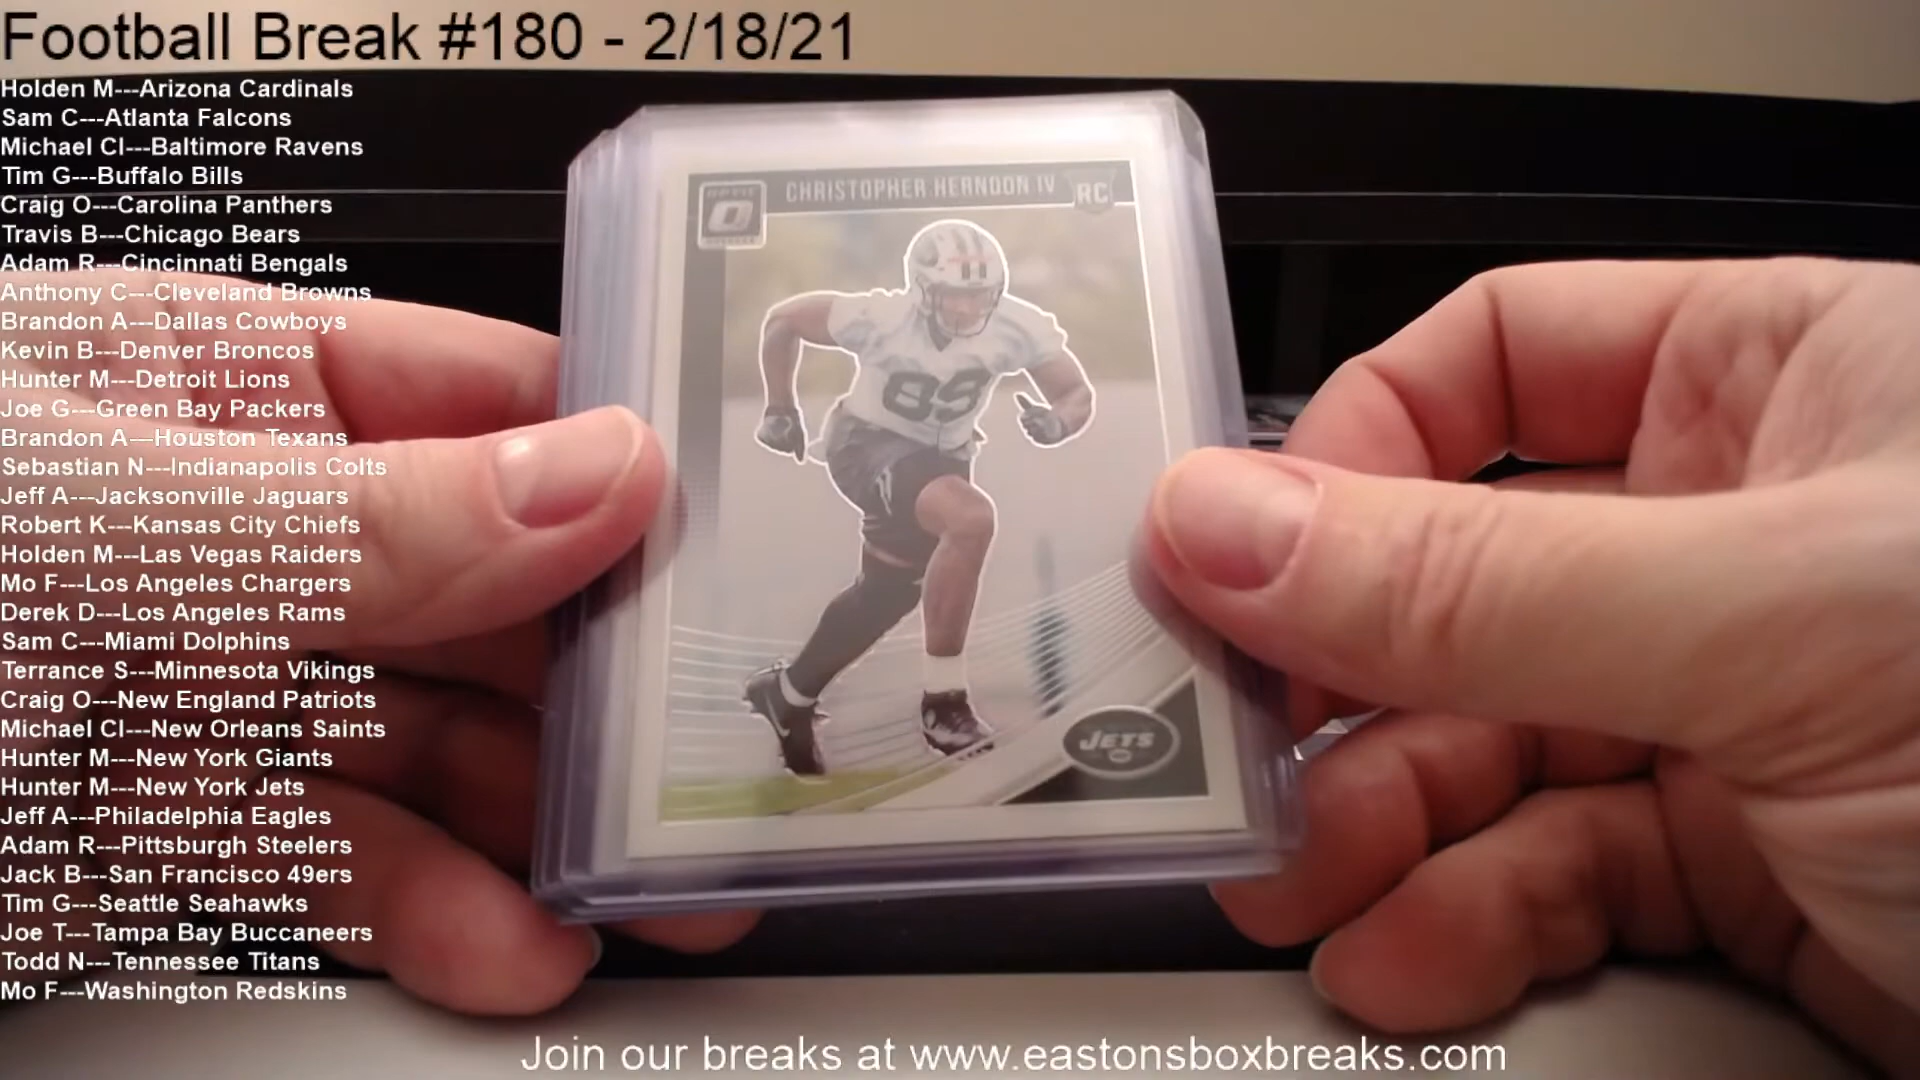 Football Break #180 - 2/18/21
Holden M---Arizona Cardinals
Sam C---Atlanta Falcons
Michael Cl---Baltimore Ravens
Tim G---Buffalo Bills
Craig O---Carolina Panthers
Travis B---Chicago Bears
Adam R---Cincinnati Bengals
Anthony C---Cleveland Browns
Brandon A---Dallas Cowboys
Kevin B---Denver Broncos
Hunter M---Detroit Lions
Joe G---Green Bay Packers
Brandon A---Houston Texans
Sebastian N---Indianapolis Colts
Jeff A---Jacksonville Jaguars
Robert K---Kansas City Chiefs
Holden M---Las Vegas Raiders
Mo F---Los Angeles Chargers
Derek D---Los Angeles Rams
Sam C---Miami Dolphins
Terrance S---Minnesota Vikings
Craig O---New England Patriots
Michael Cl---New Orleans Saints
Hunter M---New York Giants
Hunter M---New York Jets
Jeff A---Philadelphia Eagles
Adam R---Pittsburgh Steelers
Jack B---San Francisco 49ers
Tim G---Seattle Seahawks
Joe T---Tampa Bay Buccaneers
Todd N---Tennessee Titans
Mo F---Washington Redskins
CHRISTOPHER HERNDON IV RC
89
JETS
Join our breaks at www.eastonsboxbreaks.com